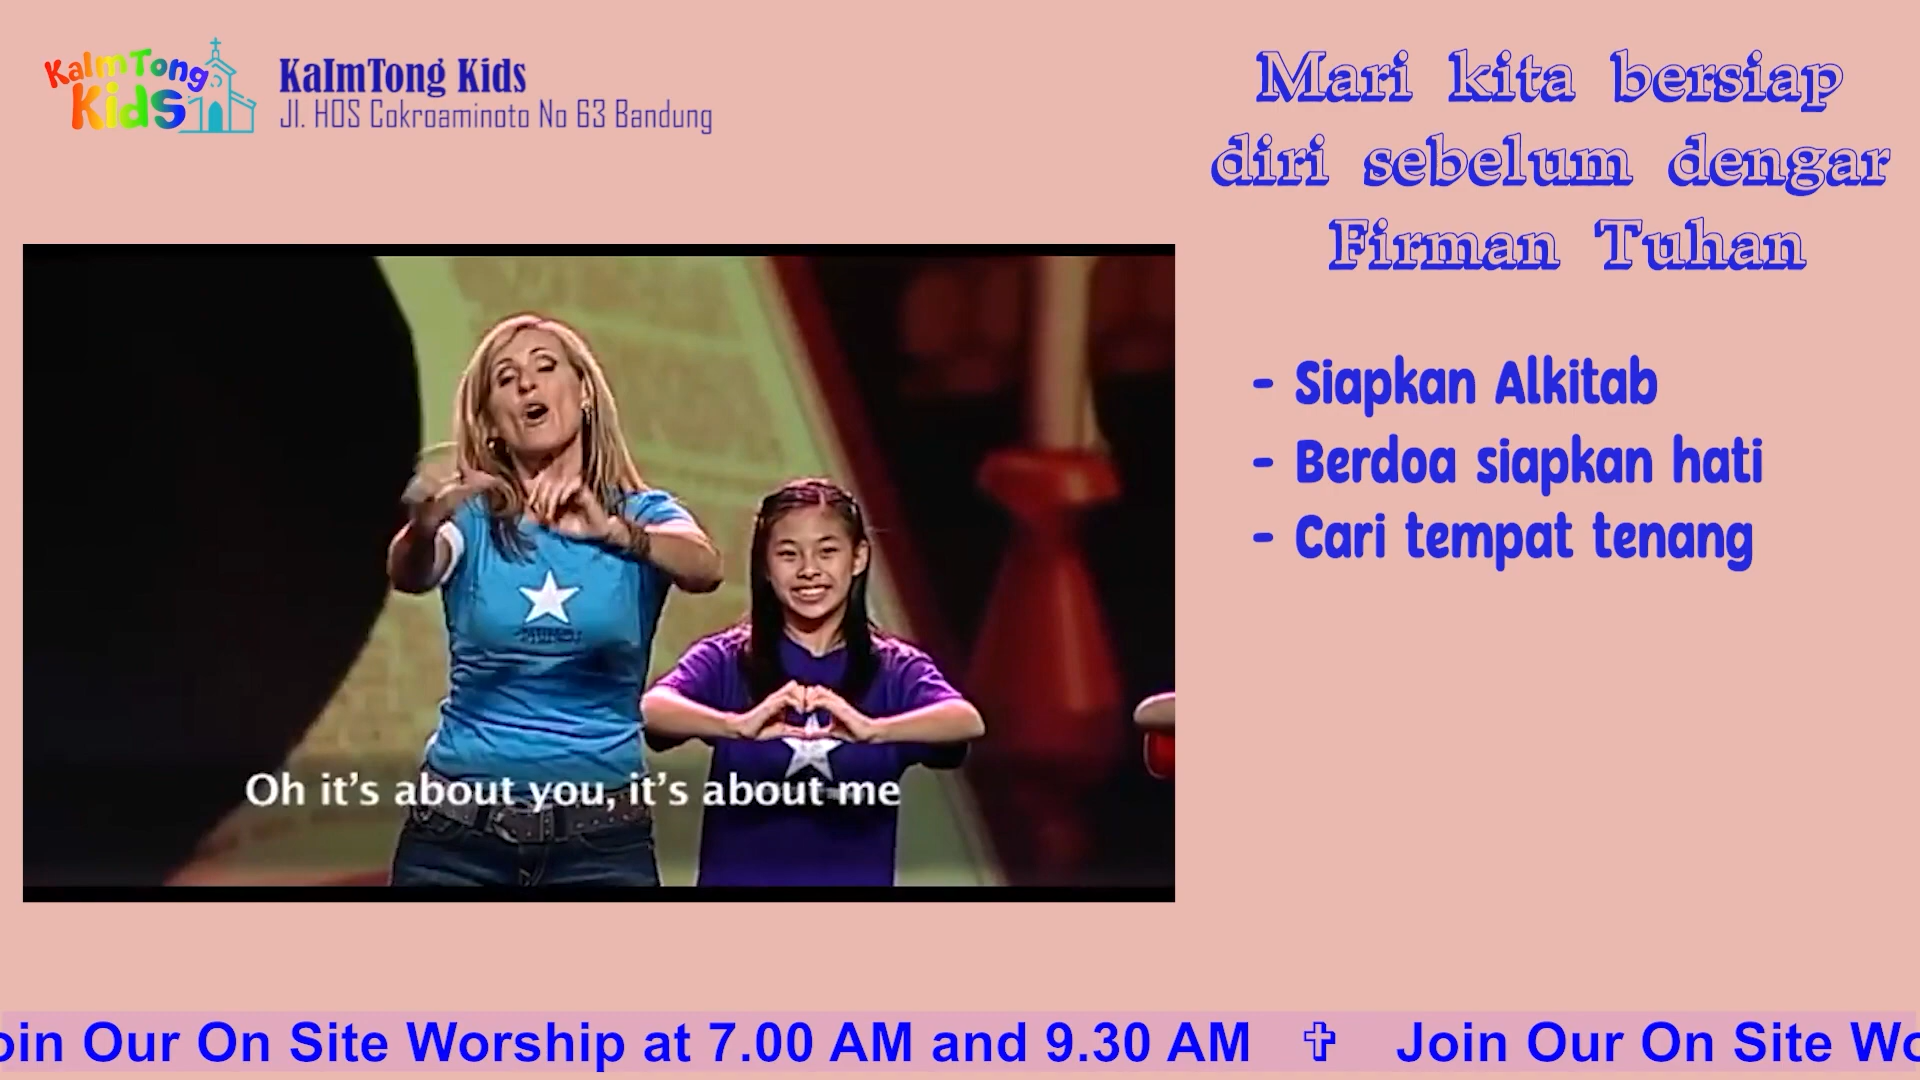 KalmTong
Kids
KalmTong Kids
Jl. HOS Cokroaminoto No 63 Bandung
Mari kita bersiap
diri sebelum dengar
Firman Tuhan
- Siapkan Alkitab
- Berdoa siapkan hati
- Cari tempat tenang
Oh it's about you, it's about me
oin Our On Site Worship at 7.00 AM and 9.30 AM ✞ Join Our On Site Wo